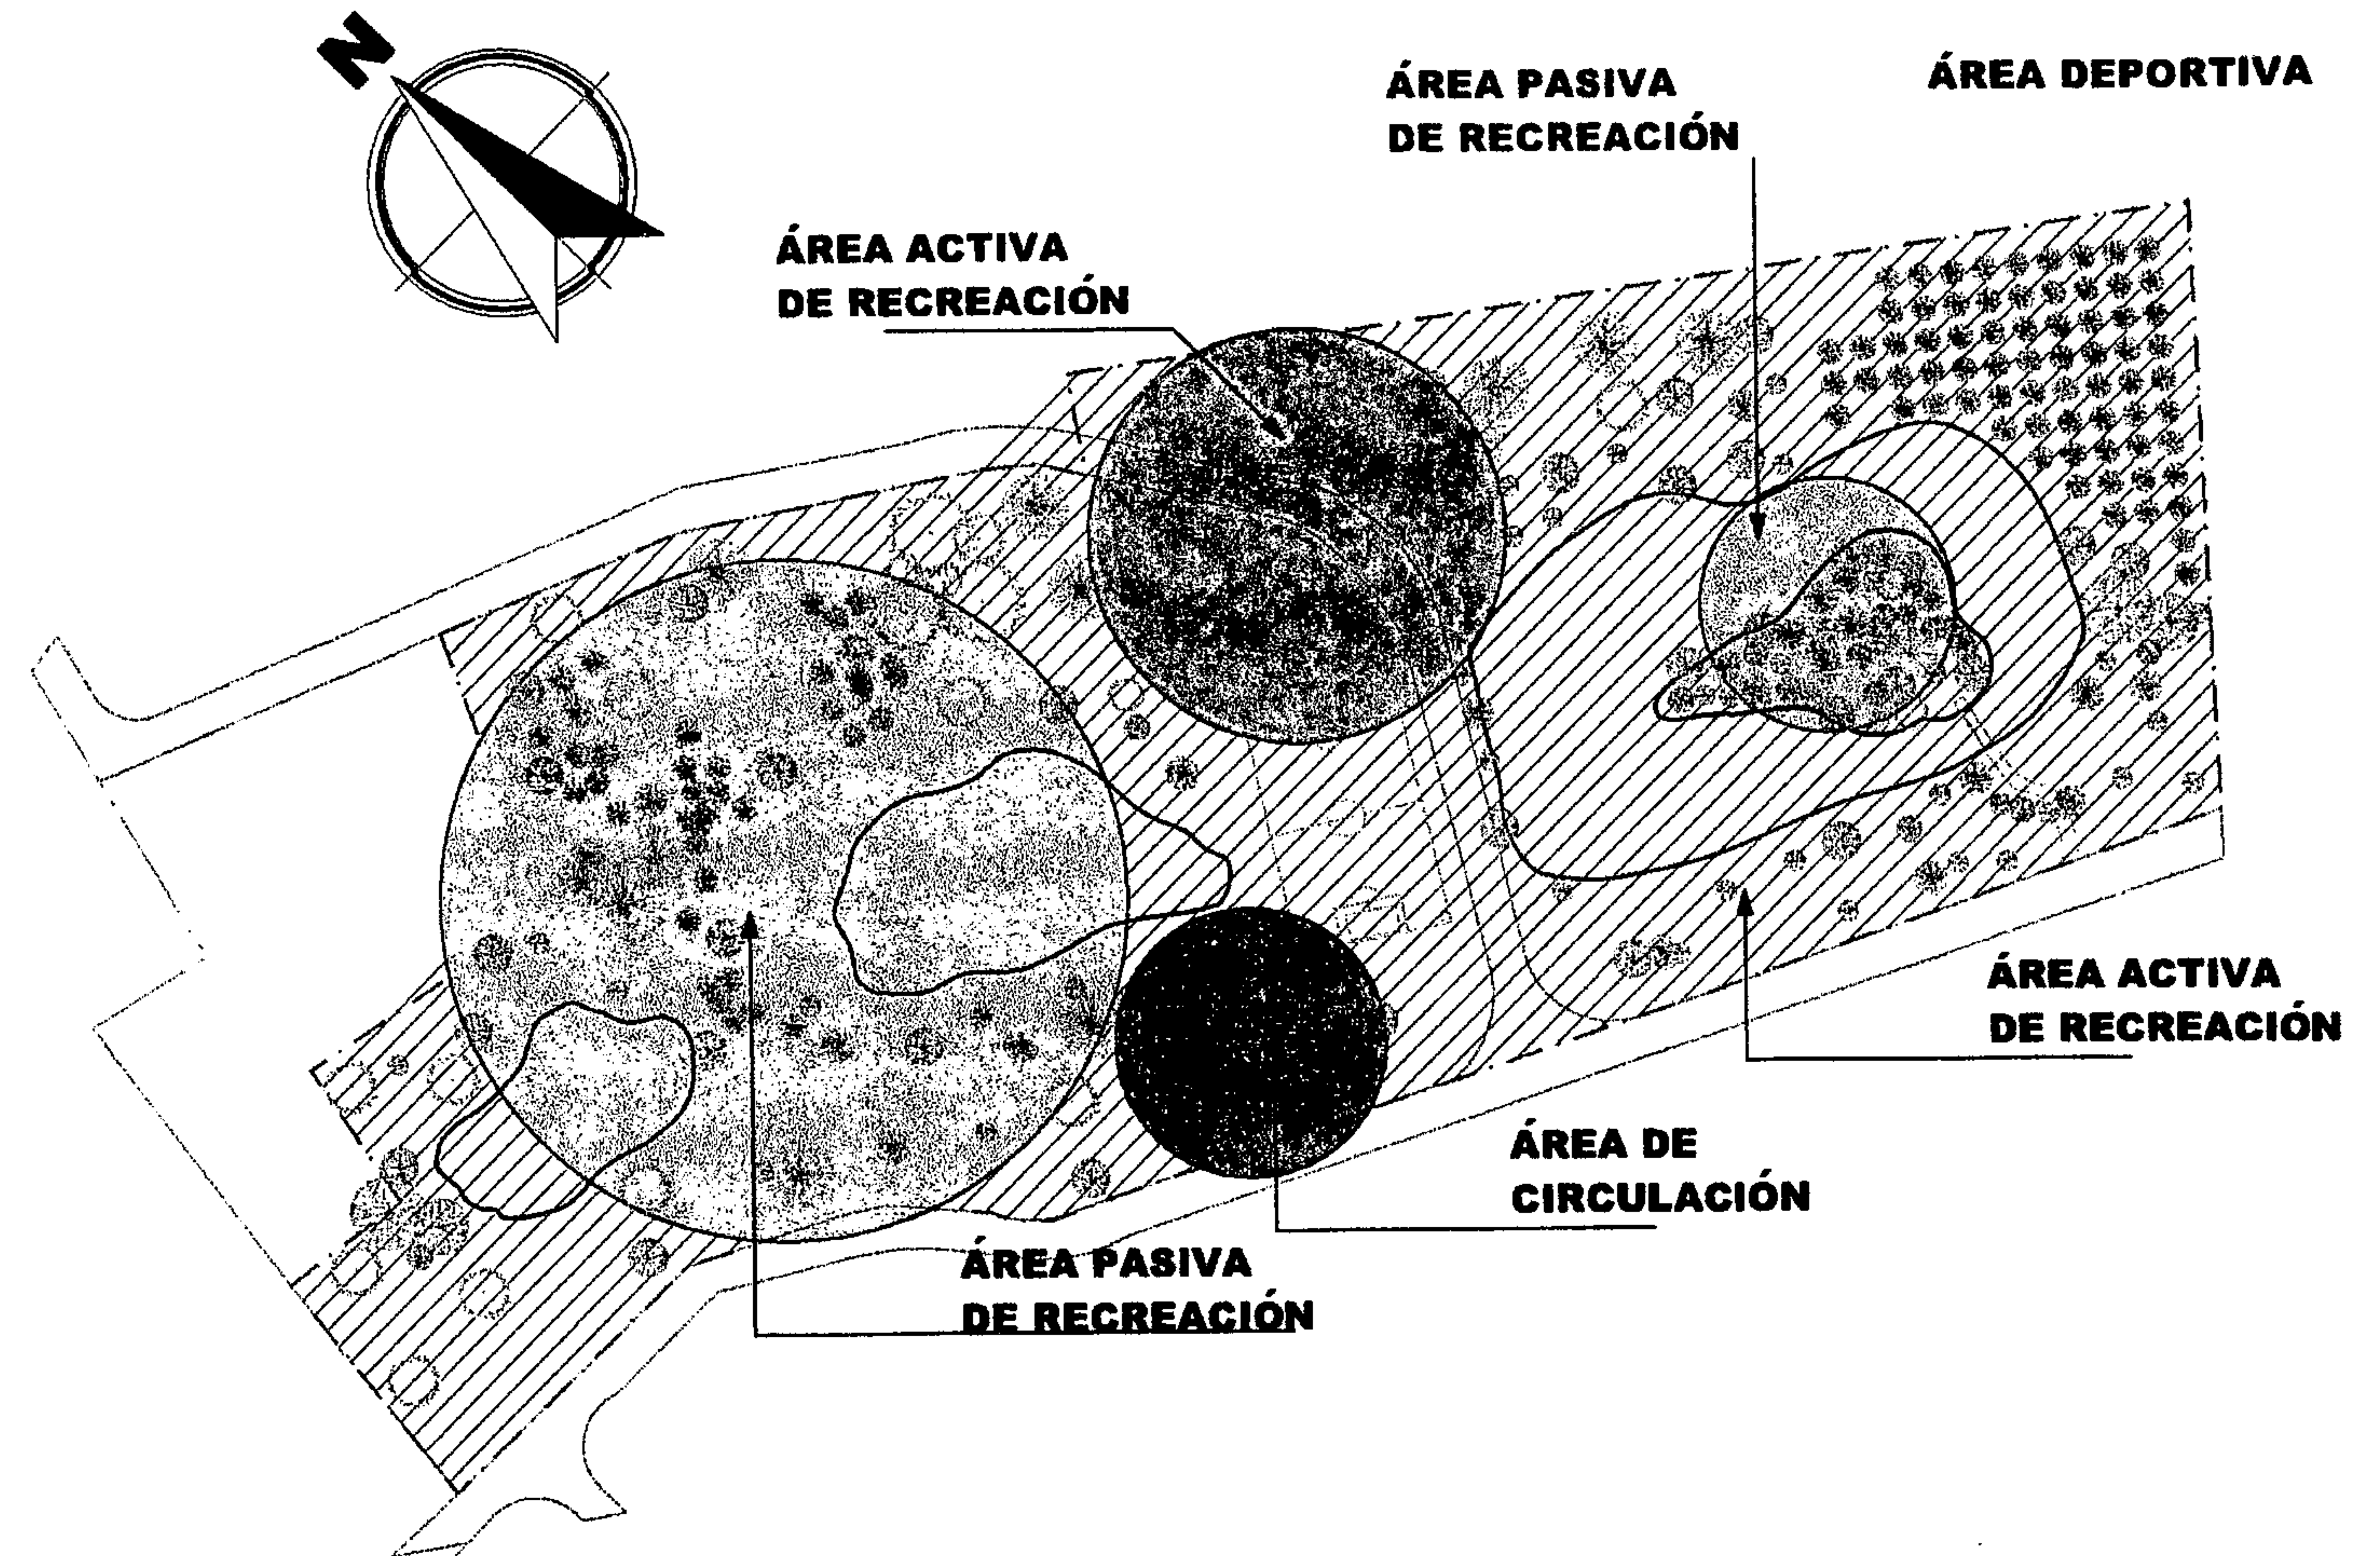 N
ÁREA PASIVA
DE RECREACIÓN
ÁREA DEPORTIVA
ÁREA ACTIVA
DE RECREACIÓN
ÁREA ACTIVA
DE RECREACIÓN
ÁREA DE
CIRCULACIÓN
ÁREA PASIVA
DE RECREACIÓN